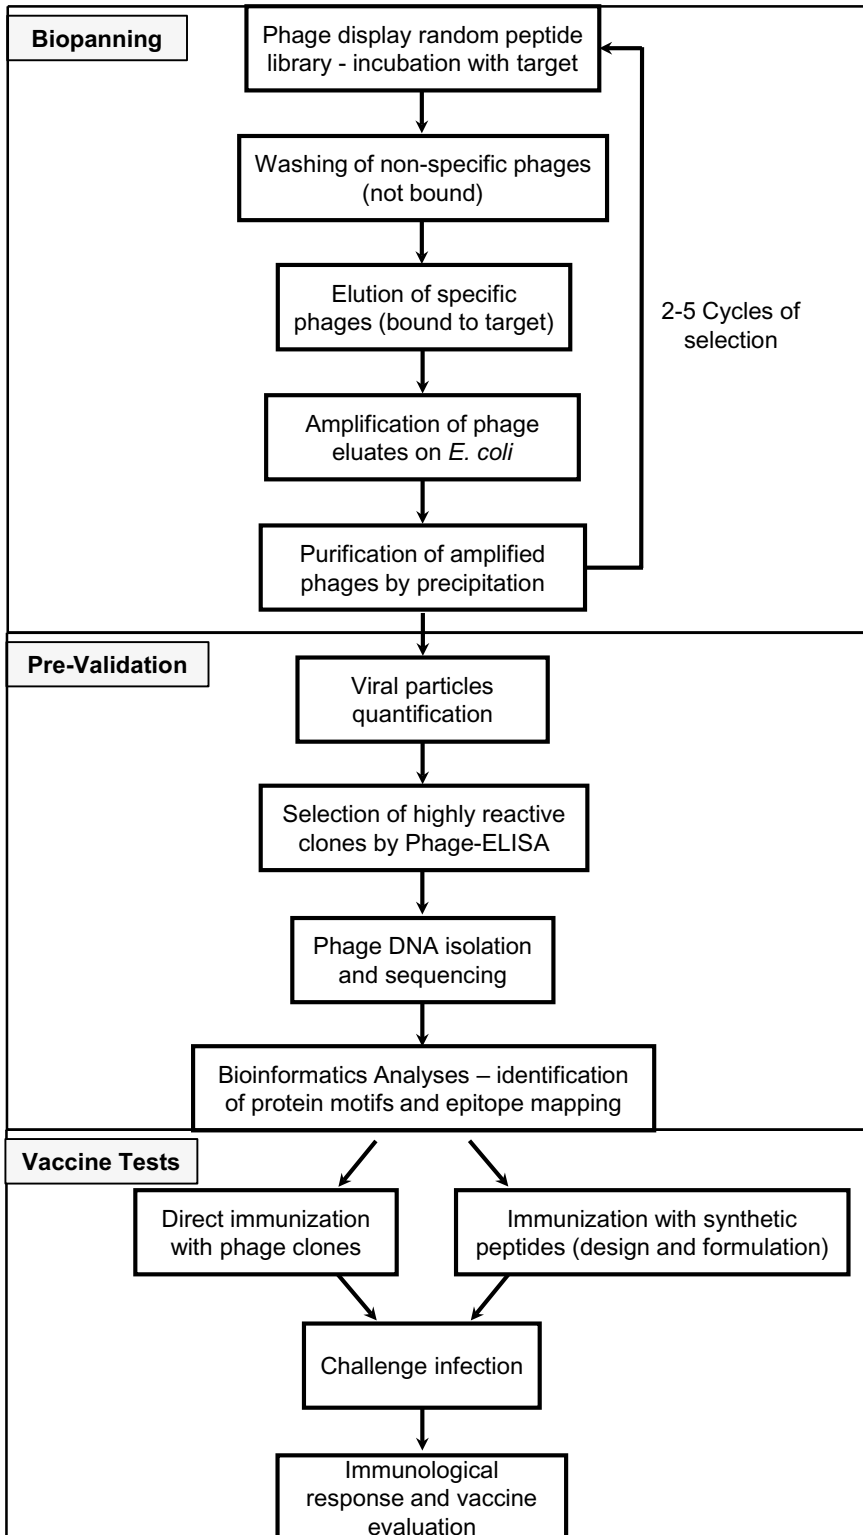 Biopanning
Phage display random peptide
library - incubation with target
Washing of non-specific phages
(not bound)
Elution of specific
phages (bound to target)
2-5 Cycles of
selection
Amplification of phage
eluates on E. coli
Purification of amplified
phages by precipitation
Pre-Validation
Viral particles
quantification
Selection of highly reactive
clones by Phage-ELISA
Phage DNA isolation
and sequencing
Bioinformatics Analyses – identification
of protein motifs and epitope mapping
Vaccine Tests
Direct immunization
with phage clones
Immunization with synthetic
peptides (design and formulation)
Challenge infection
Immunological
response and vaccine
evaluation